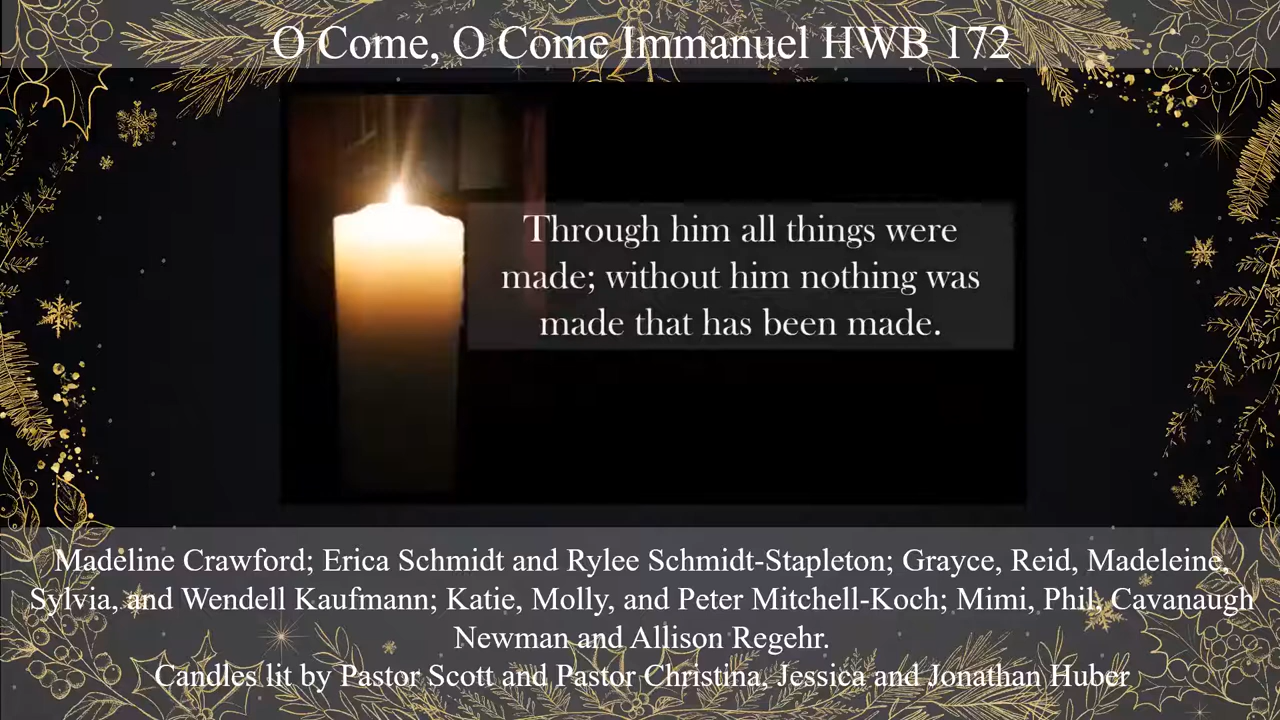 O Come, O Come Immanuel HWB 172
Through him all things were
made; without him nothing was
made that has been made.
Madeline Crawford; Erica Schmidt and Rylee Schmidt-Stapleton; Grayce, Reid, Madeleine,
Sylvia, and Wendell Kaufmann; Katie, Molly, and Peter Mitchell-Koch; Mimi, Phil, Cavanaugh
Newman and Allison Regehr.
Candles lit by Pastor Scott and Pastor Christina, Jessica and Jonathan Huber